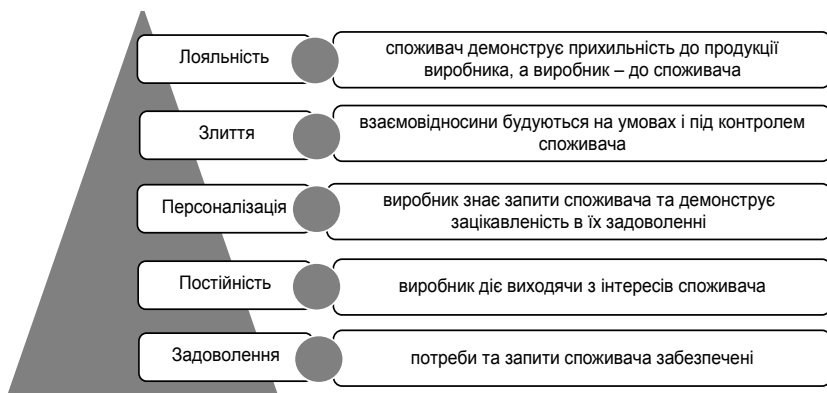 Лояльність
споживач демонструє прихильність до продукції
виробника, а виробник – до споживача
Злиття
взаємовідносини будуються на умовах і під контролем
споживача
Персоналізація
виробник знає запити споживача та демонструє
зацікавленість в їх задоволенні
Постійність
виробник діє виходячи з інтересів споживача
Задоволення
потреби та запити споживача забезпечені